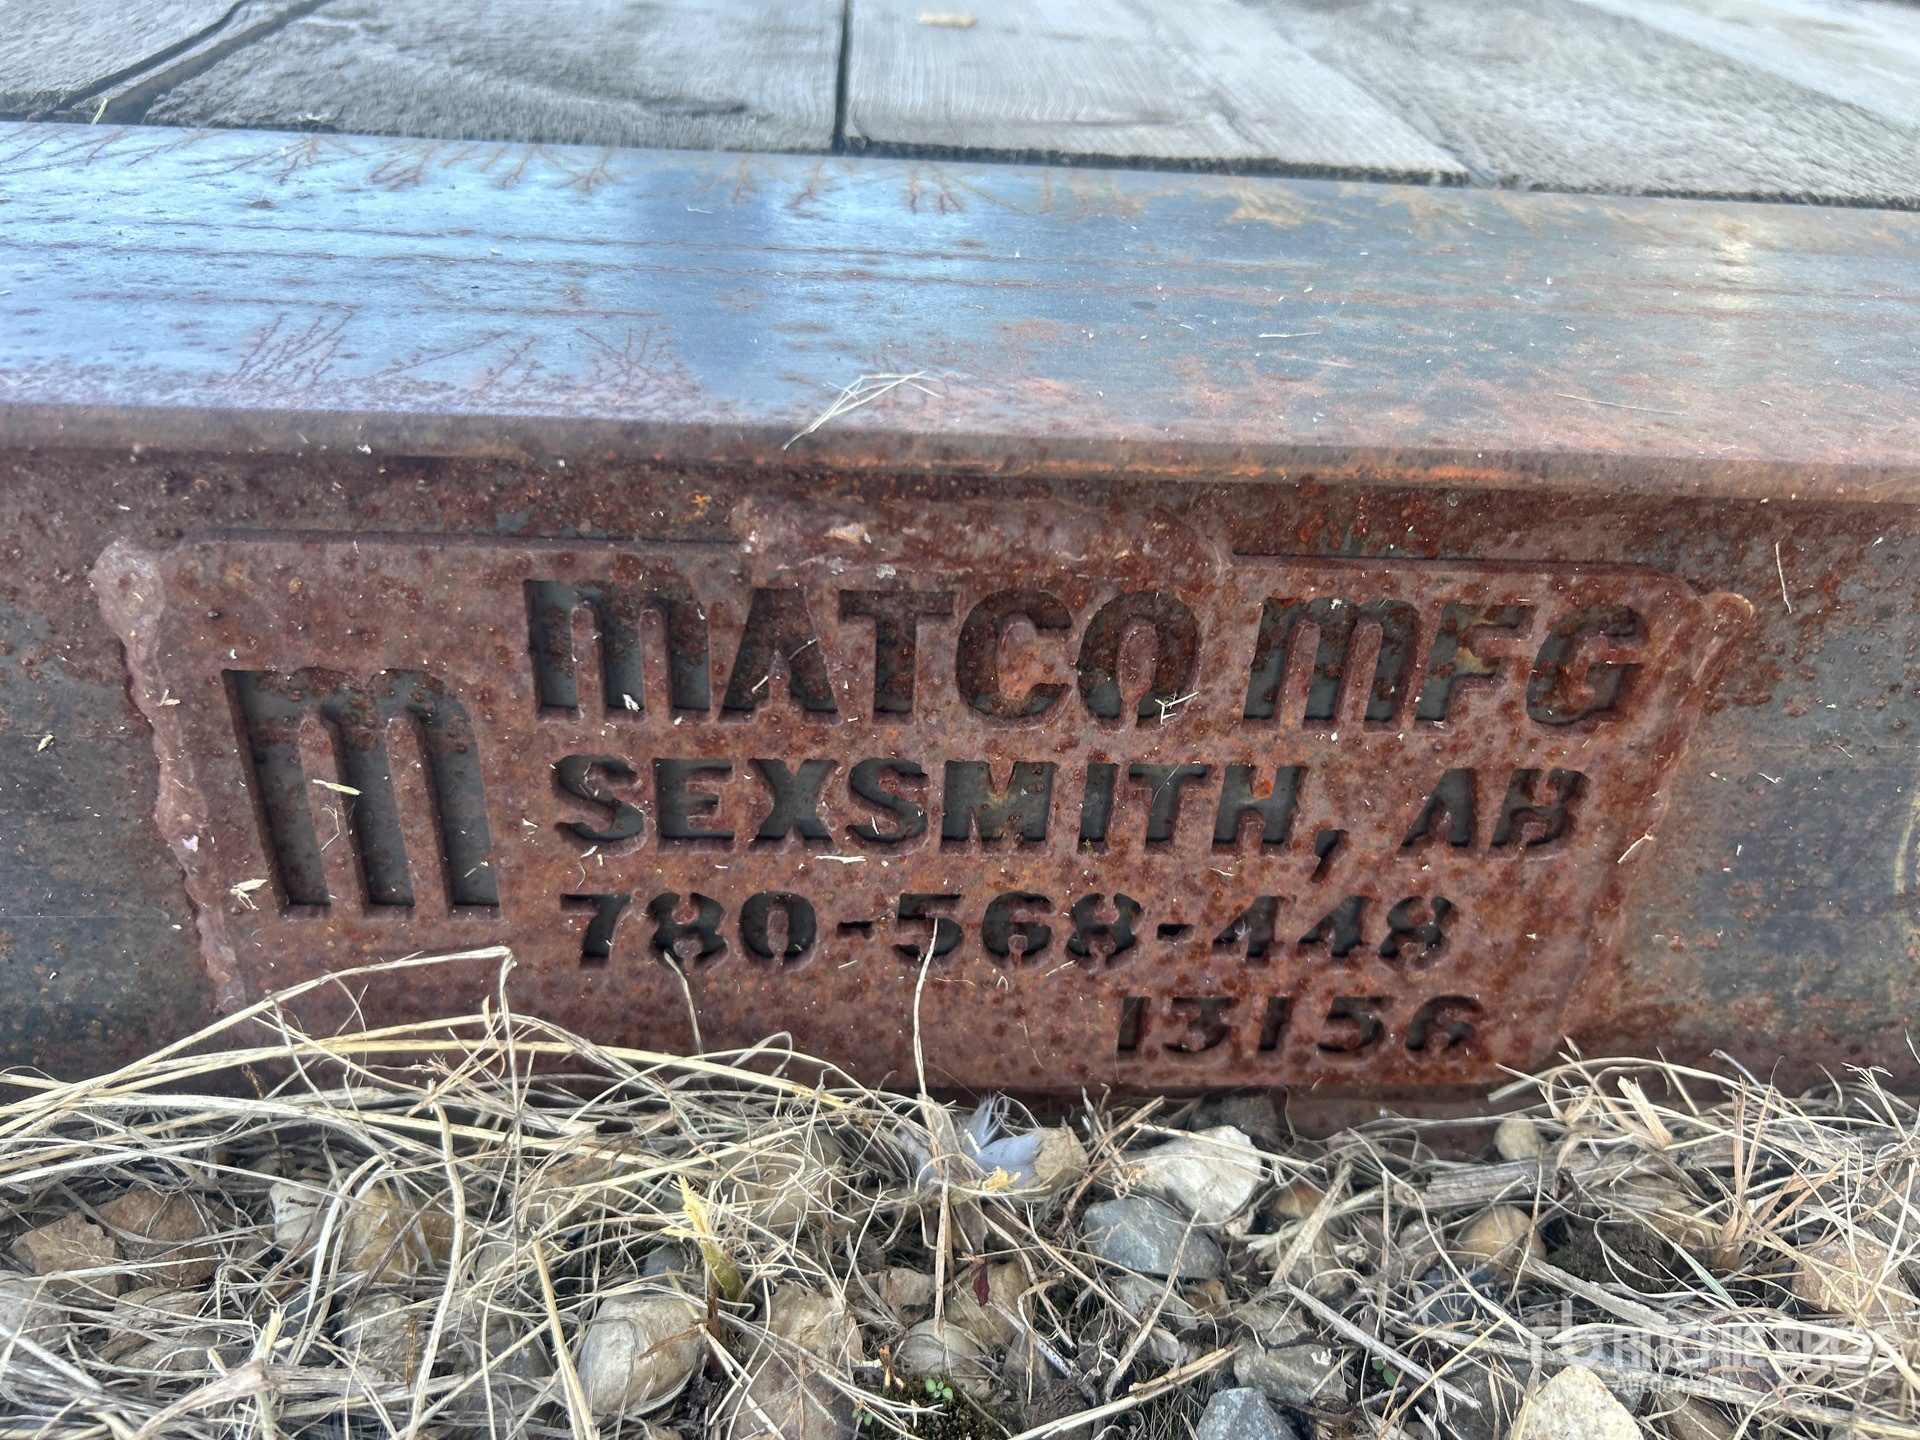 M MATCO MFG
SEXSMITH, AB
780-568-448
13156